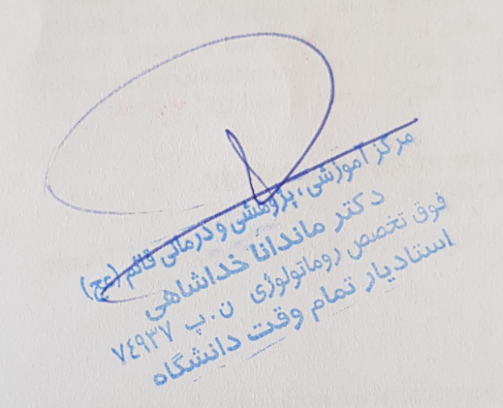 مرکز آموزشی، پژوهشی و درمانی قائم (عج)
دکتر ماندانا خداشاهی
فوق تخصص روماتولوژی ن.پ ۷۴۹۳۷
استادیار تمام وقت دانشگاه